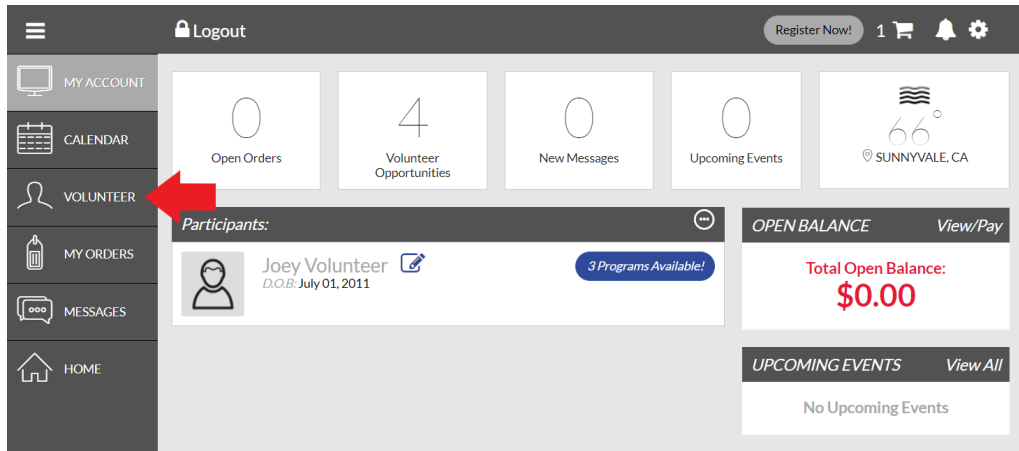 Logout
Register Now!
1
MY ACCOUNT
CALENDAR
VOLUNTEER
MY ORDERS
MESSAGES
HOME
0
Open Orders
4
Volunteer
Opportunities
0
New Messages
0
Upcoming Events
66°
SUNNYVALE, CA
Participants:
Joey Volunteer
D.O.B: July 01, 2011
3 Programs Available!
OPEN BALANCE View/Pay
Total Open Balance:
$0.00
UPCOMING EVENTS View All
No Upcoming Events